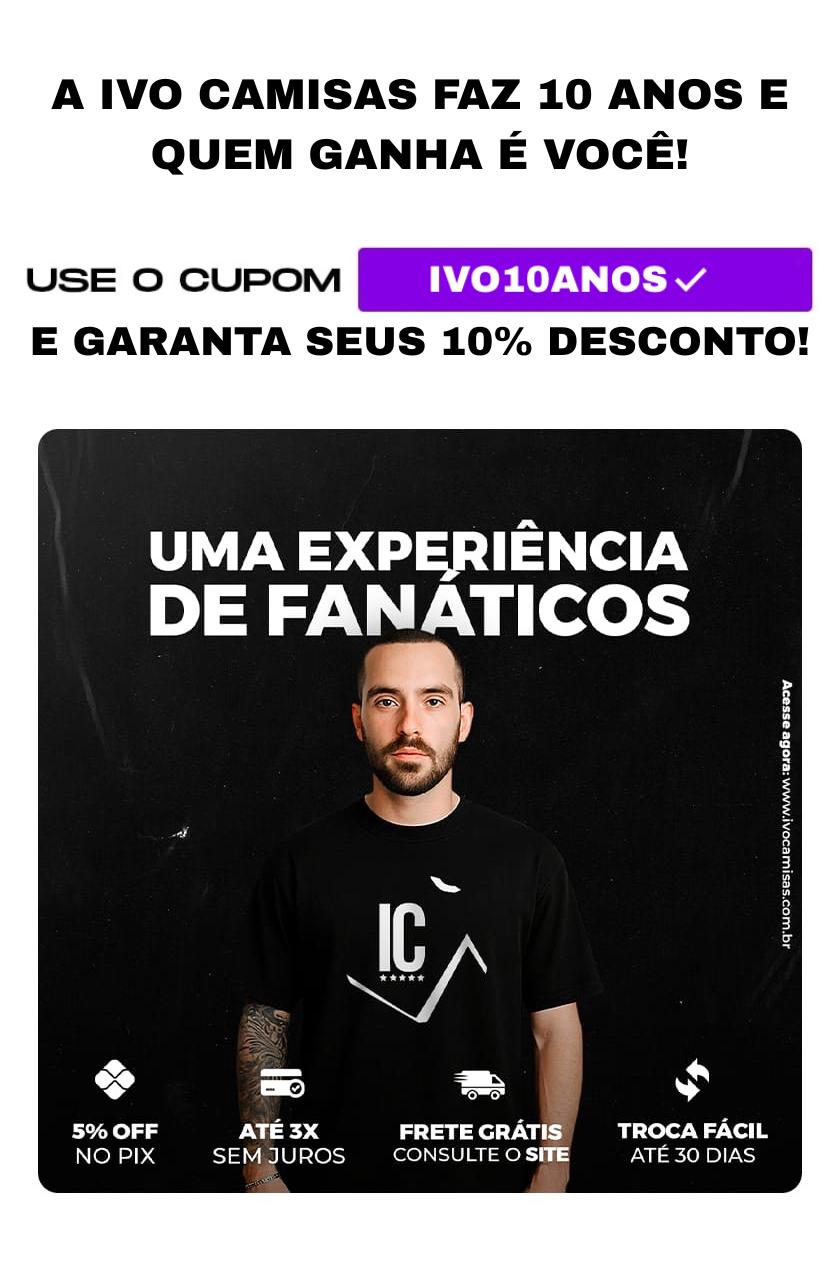 A IVO CAMISAS FAZ 10 ANOS E
QUEM GANHA É VOCÊ!
USE O CUPOM IVO10ANOS
E GARANTA SEUS 10% DESCONTO!
UMA EXPERIÊNCIA
DE FANÁTICOS
Acesse agora: www.ivocamisas.com.br
IC
5% OFF
NO PIX
ATÉ 3X
SEM JUROS
FRETE GRÁTIS
CONSULTE O SITE
TROCA FÁCIL
ATÉ 30 DIAS